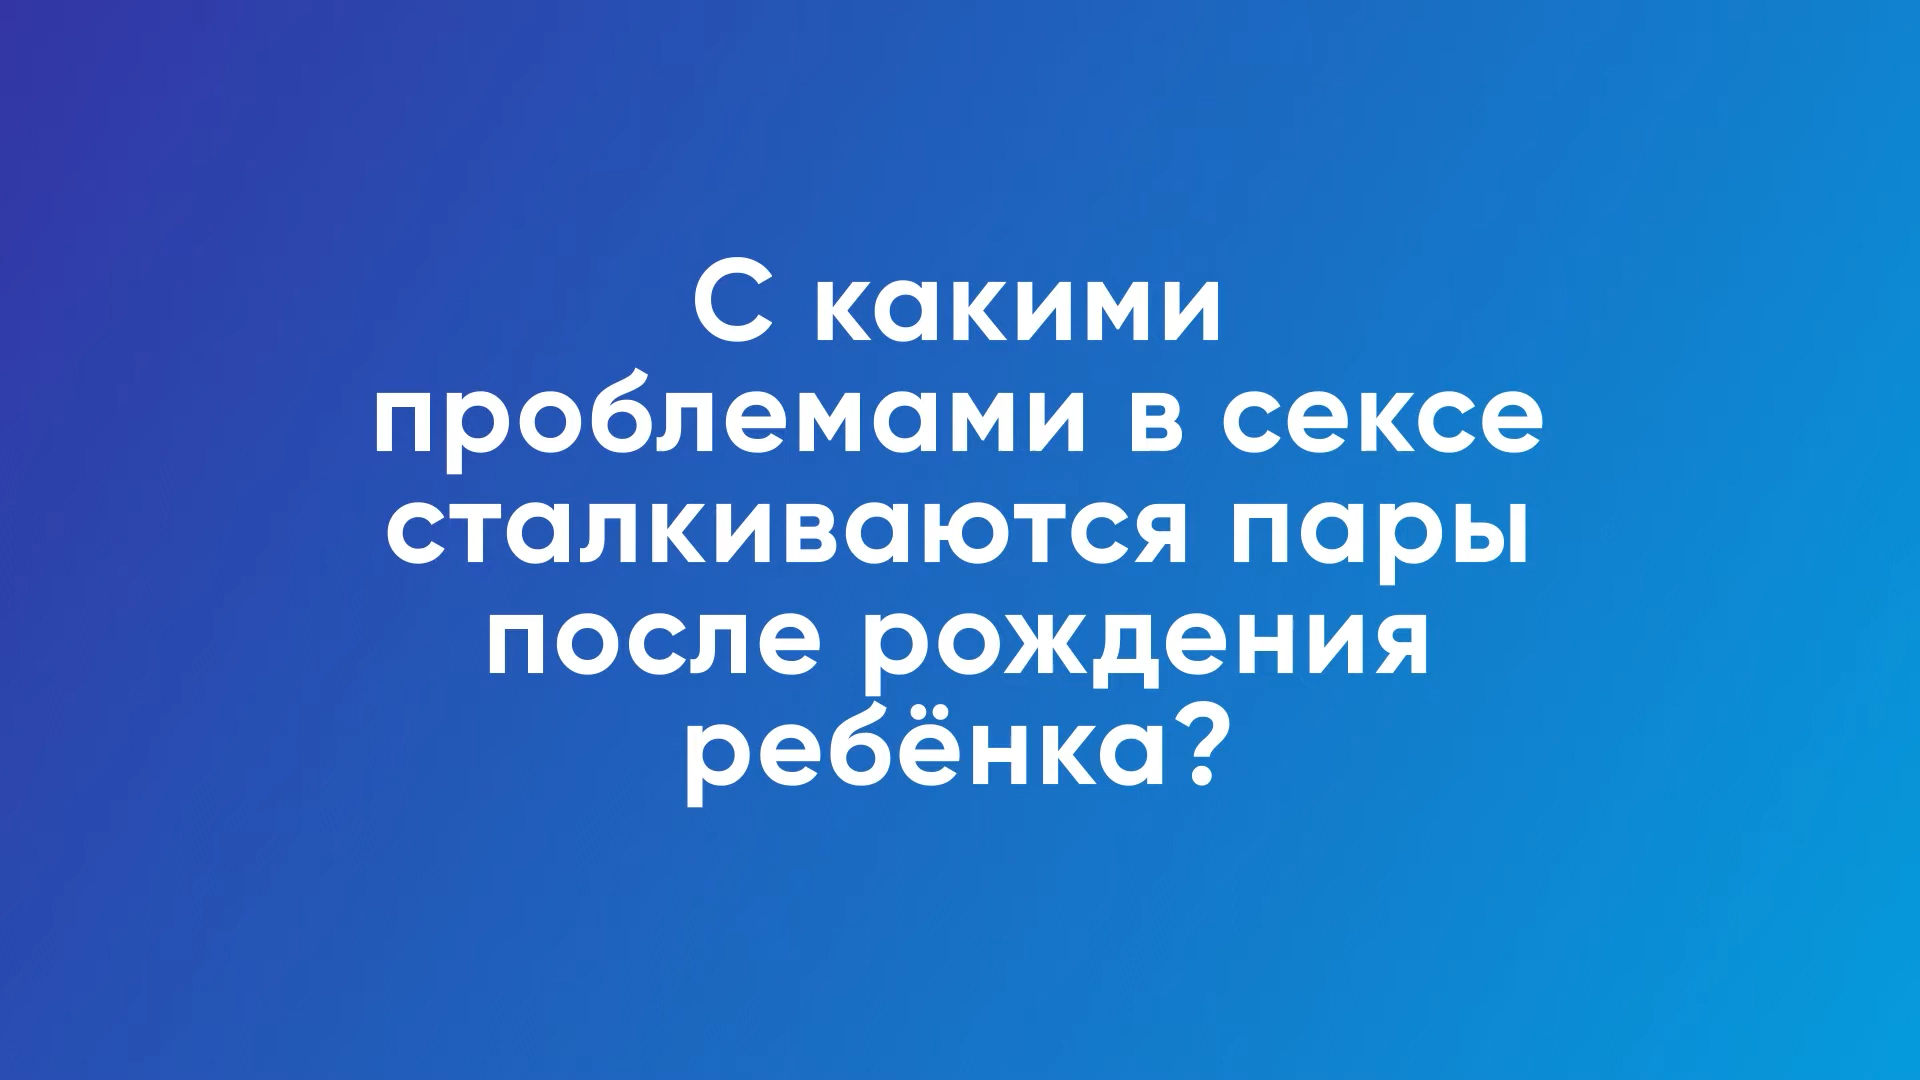 С какими
проблемами в сексе
сталкиваются пары
после рождения
ребёнка?